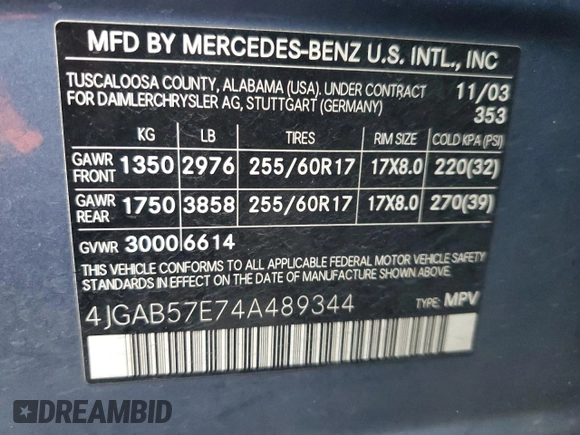 MFD BY MERCEDES-BENZ U.S. INTL., INC
TUSCALOOSA COUNTY, ALABAMA (USA). UNDER CONTRACT 11/03
FOR DAIMLERCHRYSLER AG, STUTTGART (GERMANY) 353
KG LB TIRES RIM SIZE COLD KPA (PSI)
GAWR FRONT 1350 2976 255/60R17 17X8.0 220(32)
GAWR REAR 1750 3858 255/60R17 17X8.0 270(39)
GVWR 3000 6614
THIS VEHICLE CONFORMS TO ALL APPLICABLE FEDERAL MOTOR VEHICLE SAFETY
STANDARDS IN EFFECT ON THE DATE OF MANUFACTURE SHOWN ABOVE.
4JGAB57E74A489344 TYPE: MPV
DREAMBID